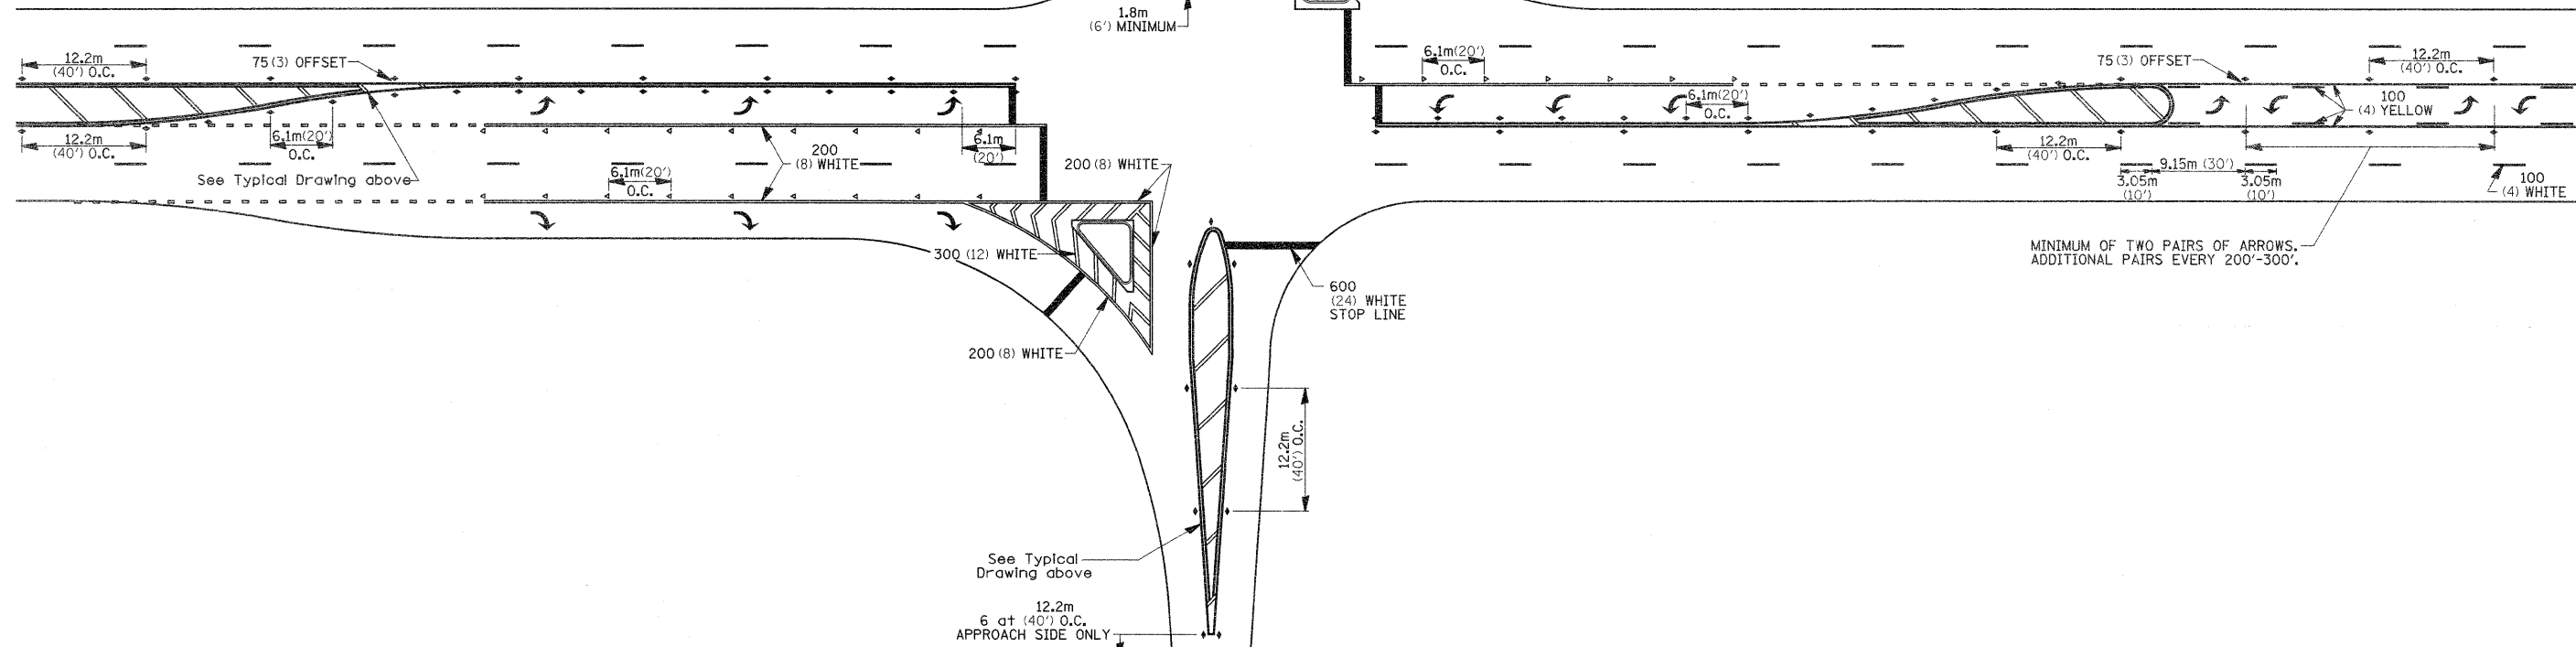 1.8m
(6') MINIMUM
12.2m
(40') O.C.
75(3) OFFSET
6.1m(20')
O.C.
75(3) OFFSET
12.2m
(40') O.C.
6.1m(20')
O.C.
100
(4) YELLOW
12.2m
(40') O.C.
6.1m(20')
O.C.
See Typical Drawing above
6.1m(20')
O.C.
200
(8) WHITE
6.1m
(20')
200(8) WHITE
12.2m
(40') O.C.
9.15m (30')
3.05m
(10')
3.05m
(10')
100
(4) WHITE
300 (12) WHITE
MINIMUM OF TWO PAIRS OF ARROWS.
ADDITIONAL PAIRS EVERY 200'-300'.
600
(24) WHITE
STOP LINE
200(8) WHITE
12.2m
(40') O.C.
See Typical
Drawing above
12.2m
6 at (40') O.C.
APPROACH SIDE ONLY